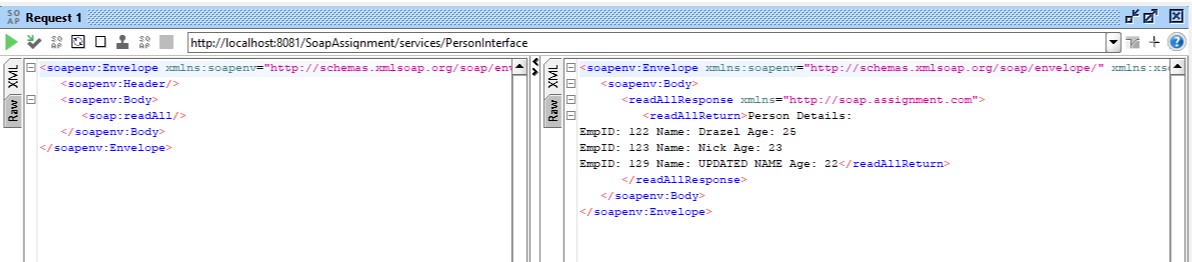 SO AP Request 1
SO AP SO AP http://localhost:8081/SoapAssignment/services/PersonInterface
XML
Raw
<soapenv:Envelope xmlns:soapenv="http://schemas.xmlsoap.org/soap/env
<soapenv:Header/>
<soapenv:Body>
<soap:readAll/>
</soapenv:Body>
</soapenv:Envelope>
XML
Raw
<soapenv:Envelope xmlns:soapenv="http://schemas.xmlsoap.org/soap/envelope/" xmlns:xs
<soapenv:Body>
<readAllResponse xmlns="http://soap.assignment.com">
<readAllReturn>Person Details:
EmpID: 122 Name: Drazel Age: 25
EmpID: 123 Name: Nick Age: 23
EmpID: 129 Name: UPDATED NAME Age: 22</readAllReturn>
</readAllResponse>
</soapenv:Body>
</soapenv:Envelope>